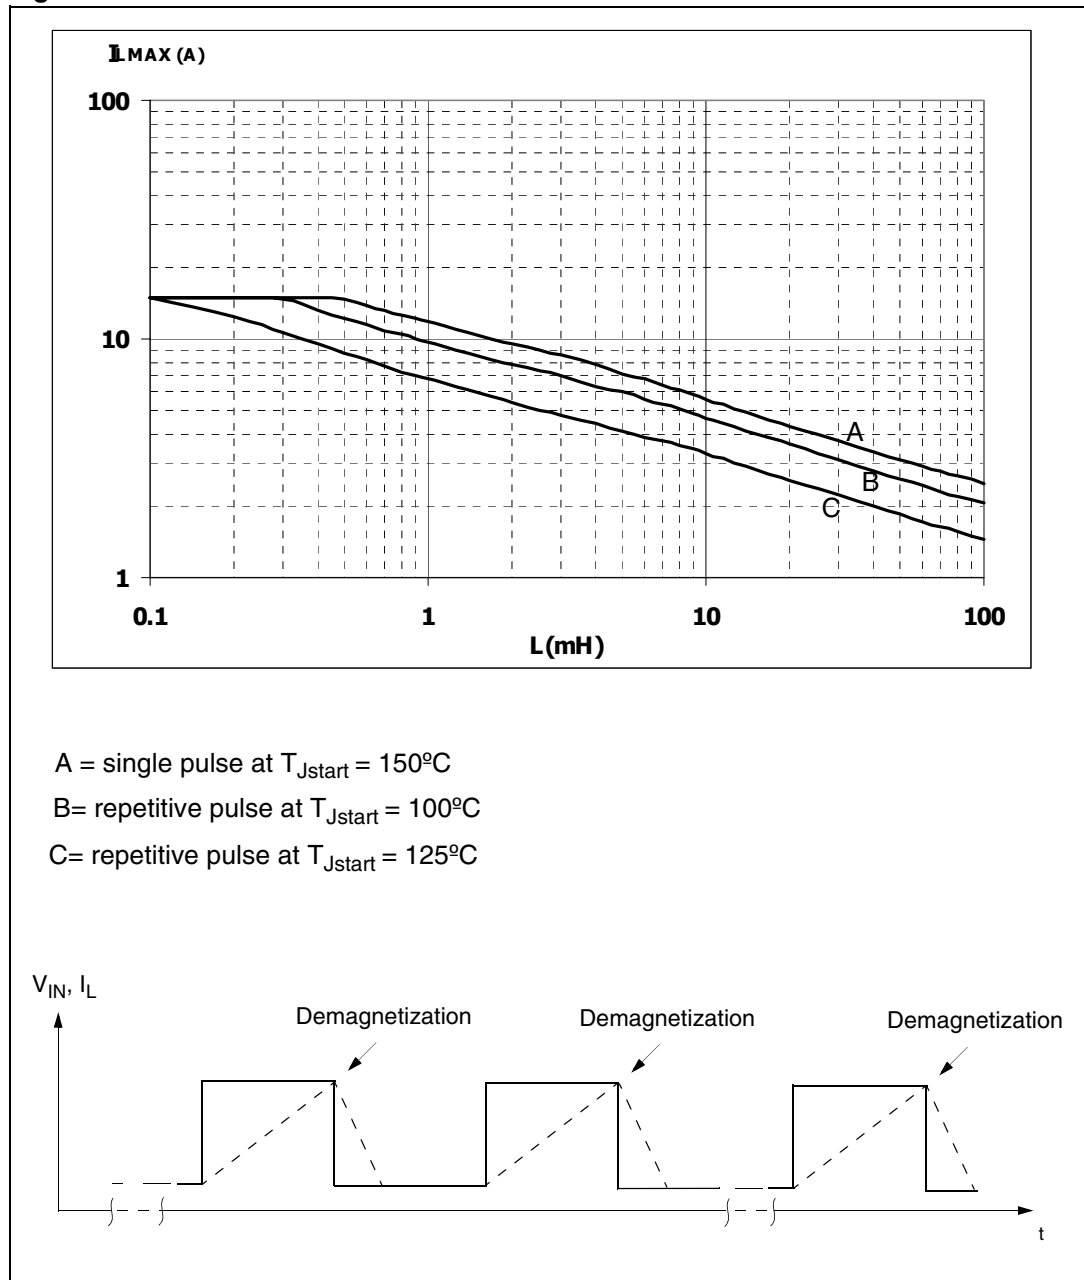 ILMAX (A)
100
10
1
0.1 1 10 100
L(mH)
A
B
C
A = single pulse at TJstart = 150ºC
B= repetitive pulse at TJstart = 100ºC
C= repetitive pulse at TJstart = 125ºC
VIN, IL
Demagnetization Demagnetization Demagnetization
t